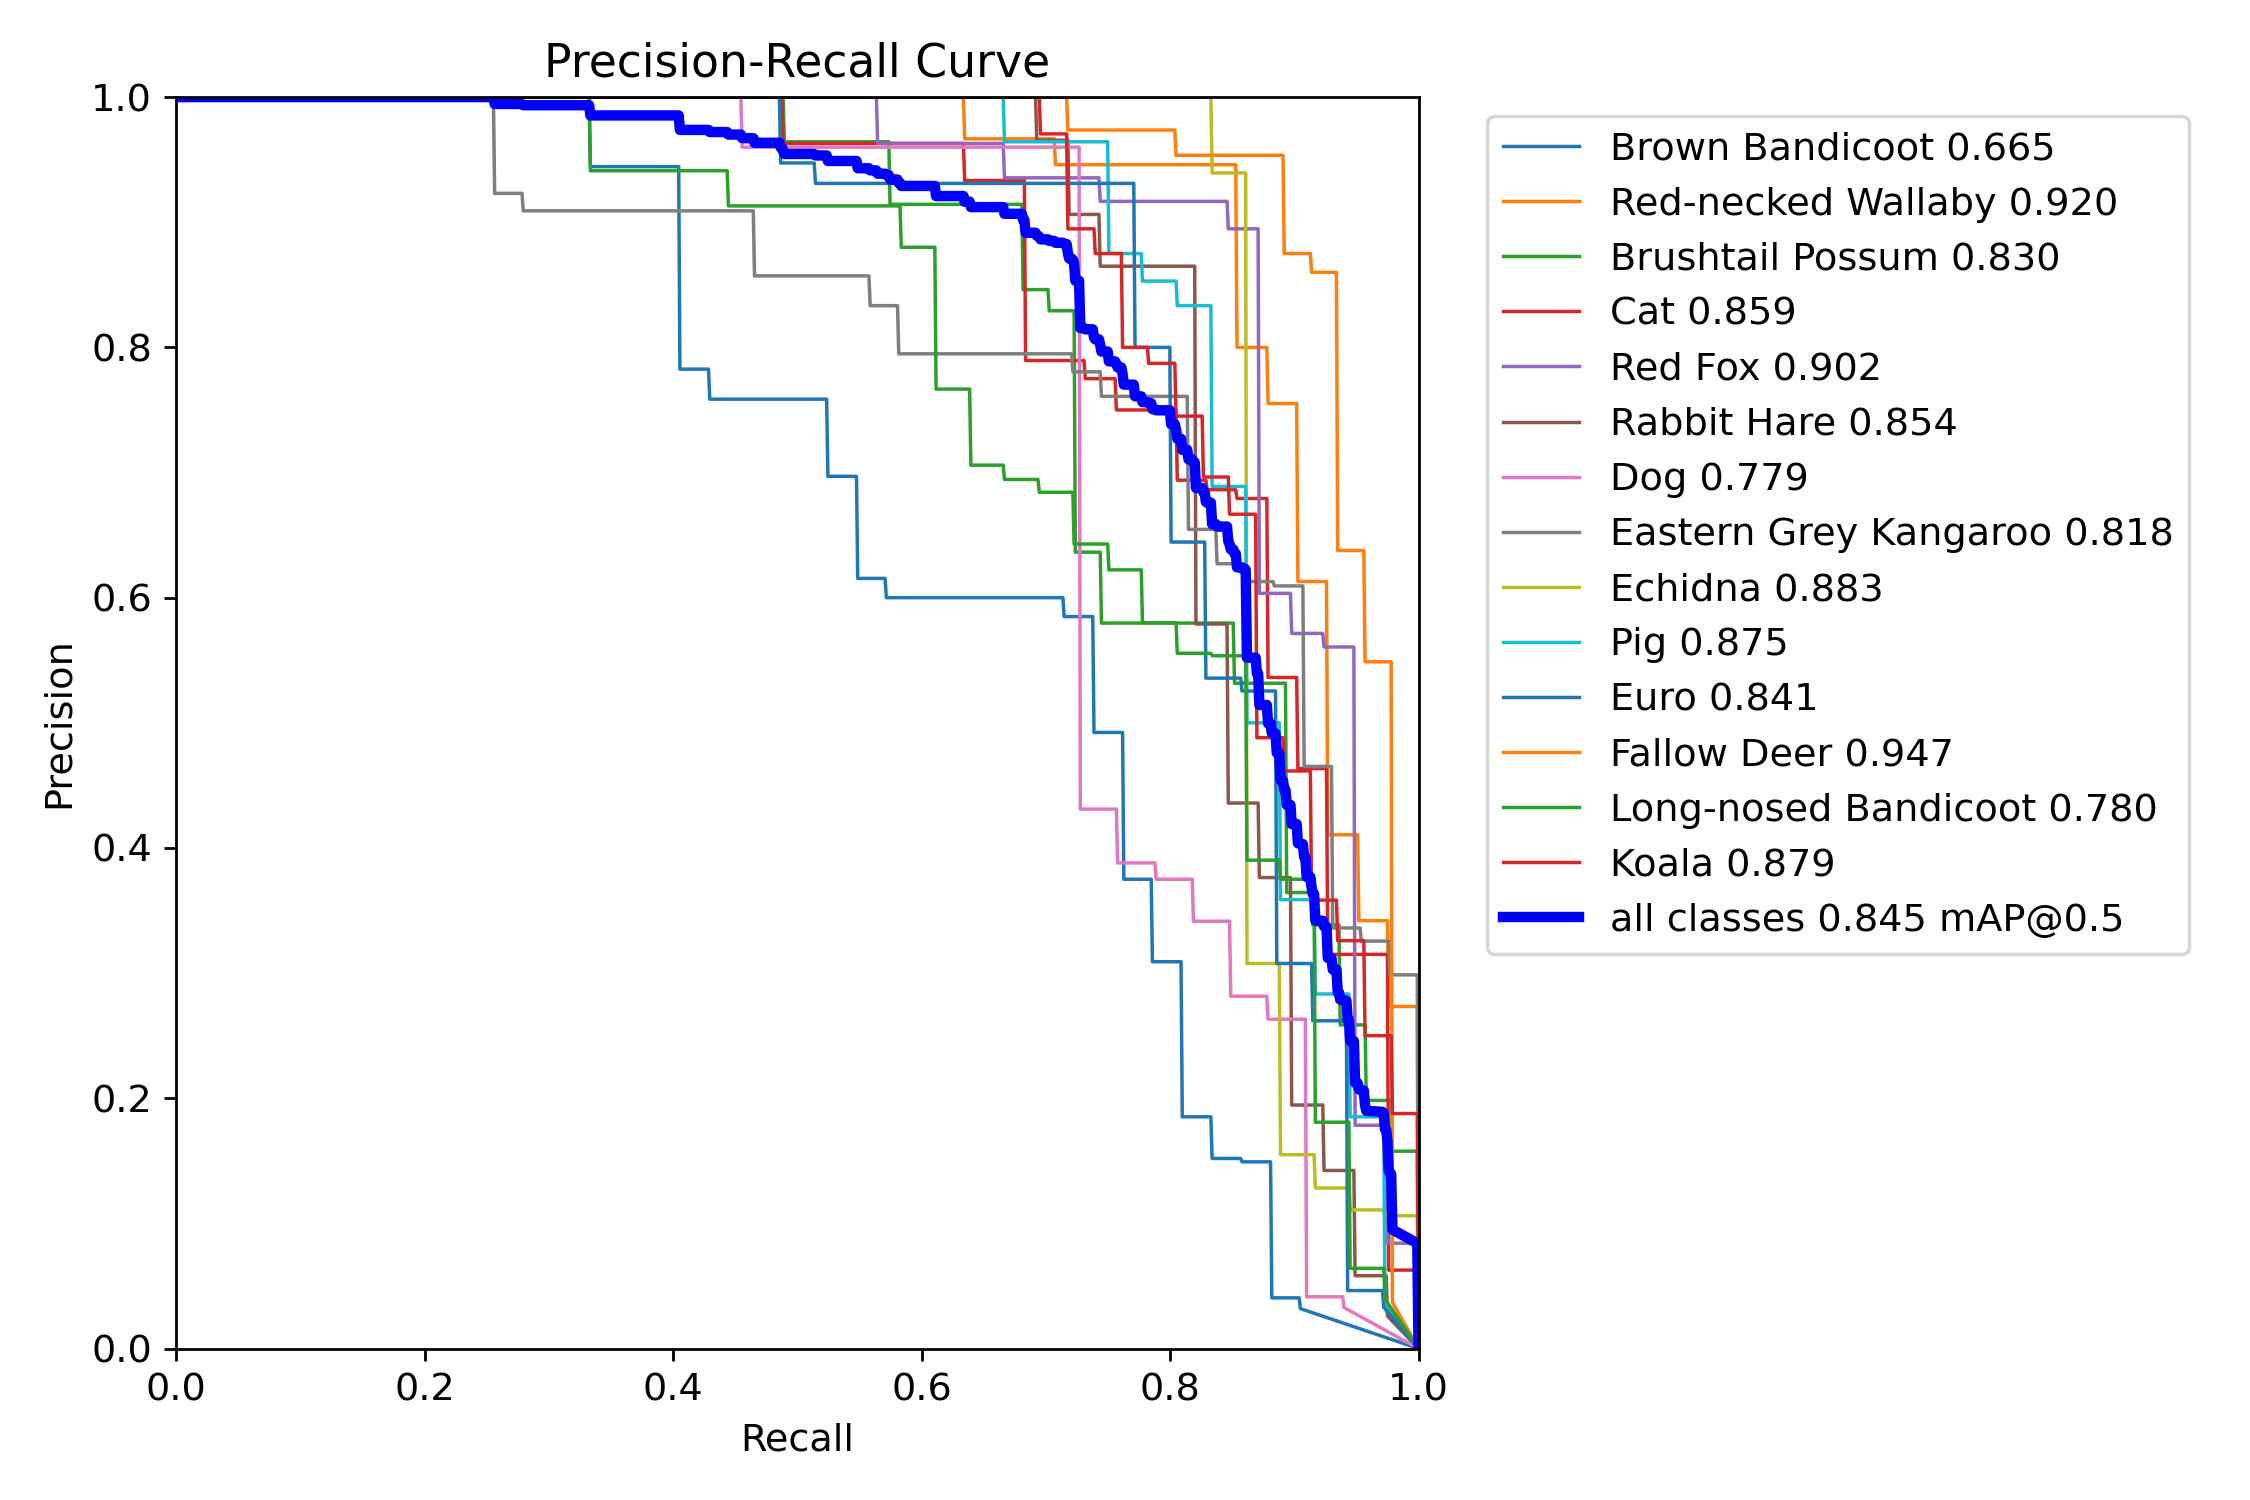 Precision-Recall Curve
1.0
0.8
0.6
0.4
0.2
0.0
Precision
0.0 0.2 0.4 0.6 0.8 1.0
Recall
Brown Bandicoot 0.665
Red-necked Wallaby 0.920
Brushtail Possum 0.830
Cat 0.859
Red Fox 0.902
Rabbit Hare 0.854
Dog 0.779
Eastern Grey Kangaroo 0.818
Echidna 0.883
Pig 0.875
Euro 0.841
Fallow Deer 0.947
Long-nosed Bandicoot 0.780
Koala 0.879
all classes 0.845 mAP@0.5